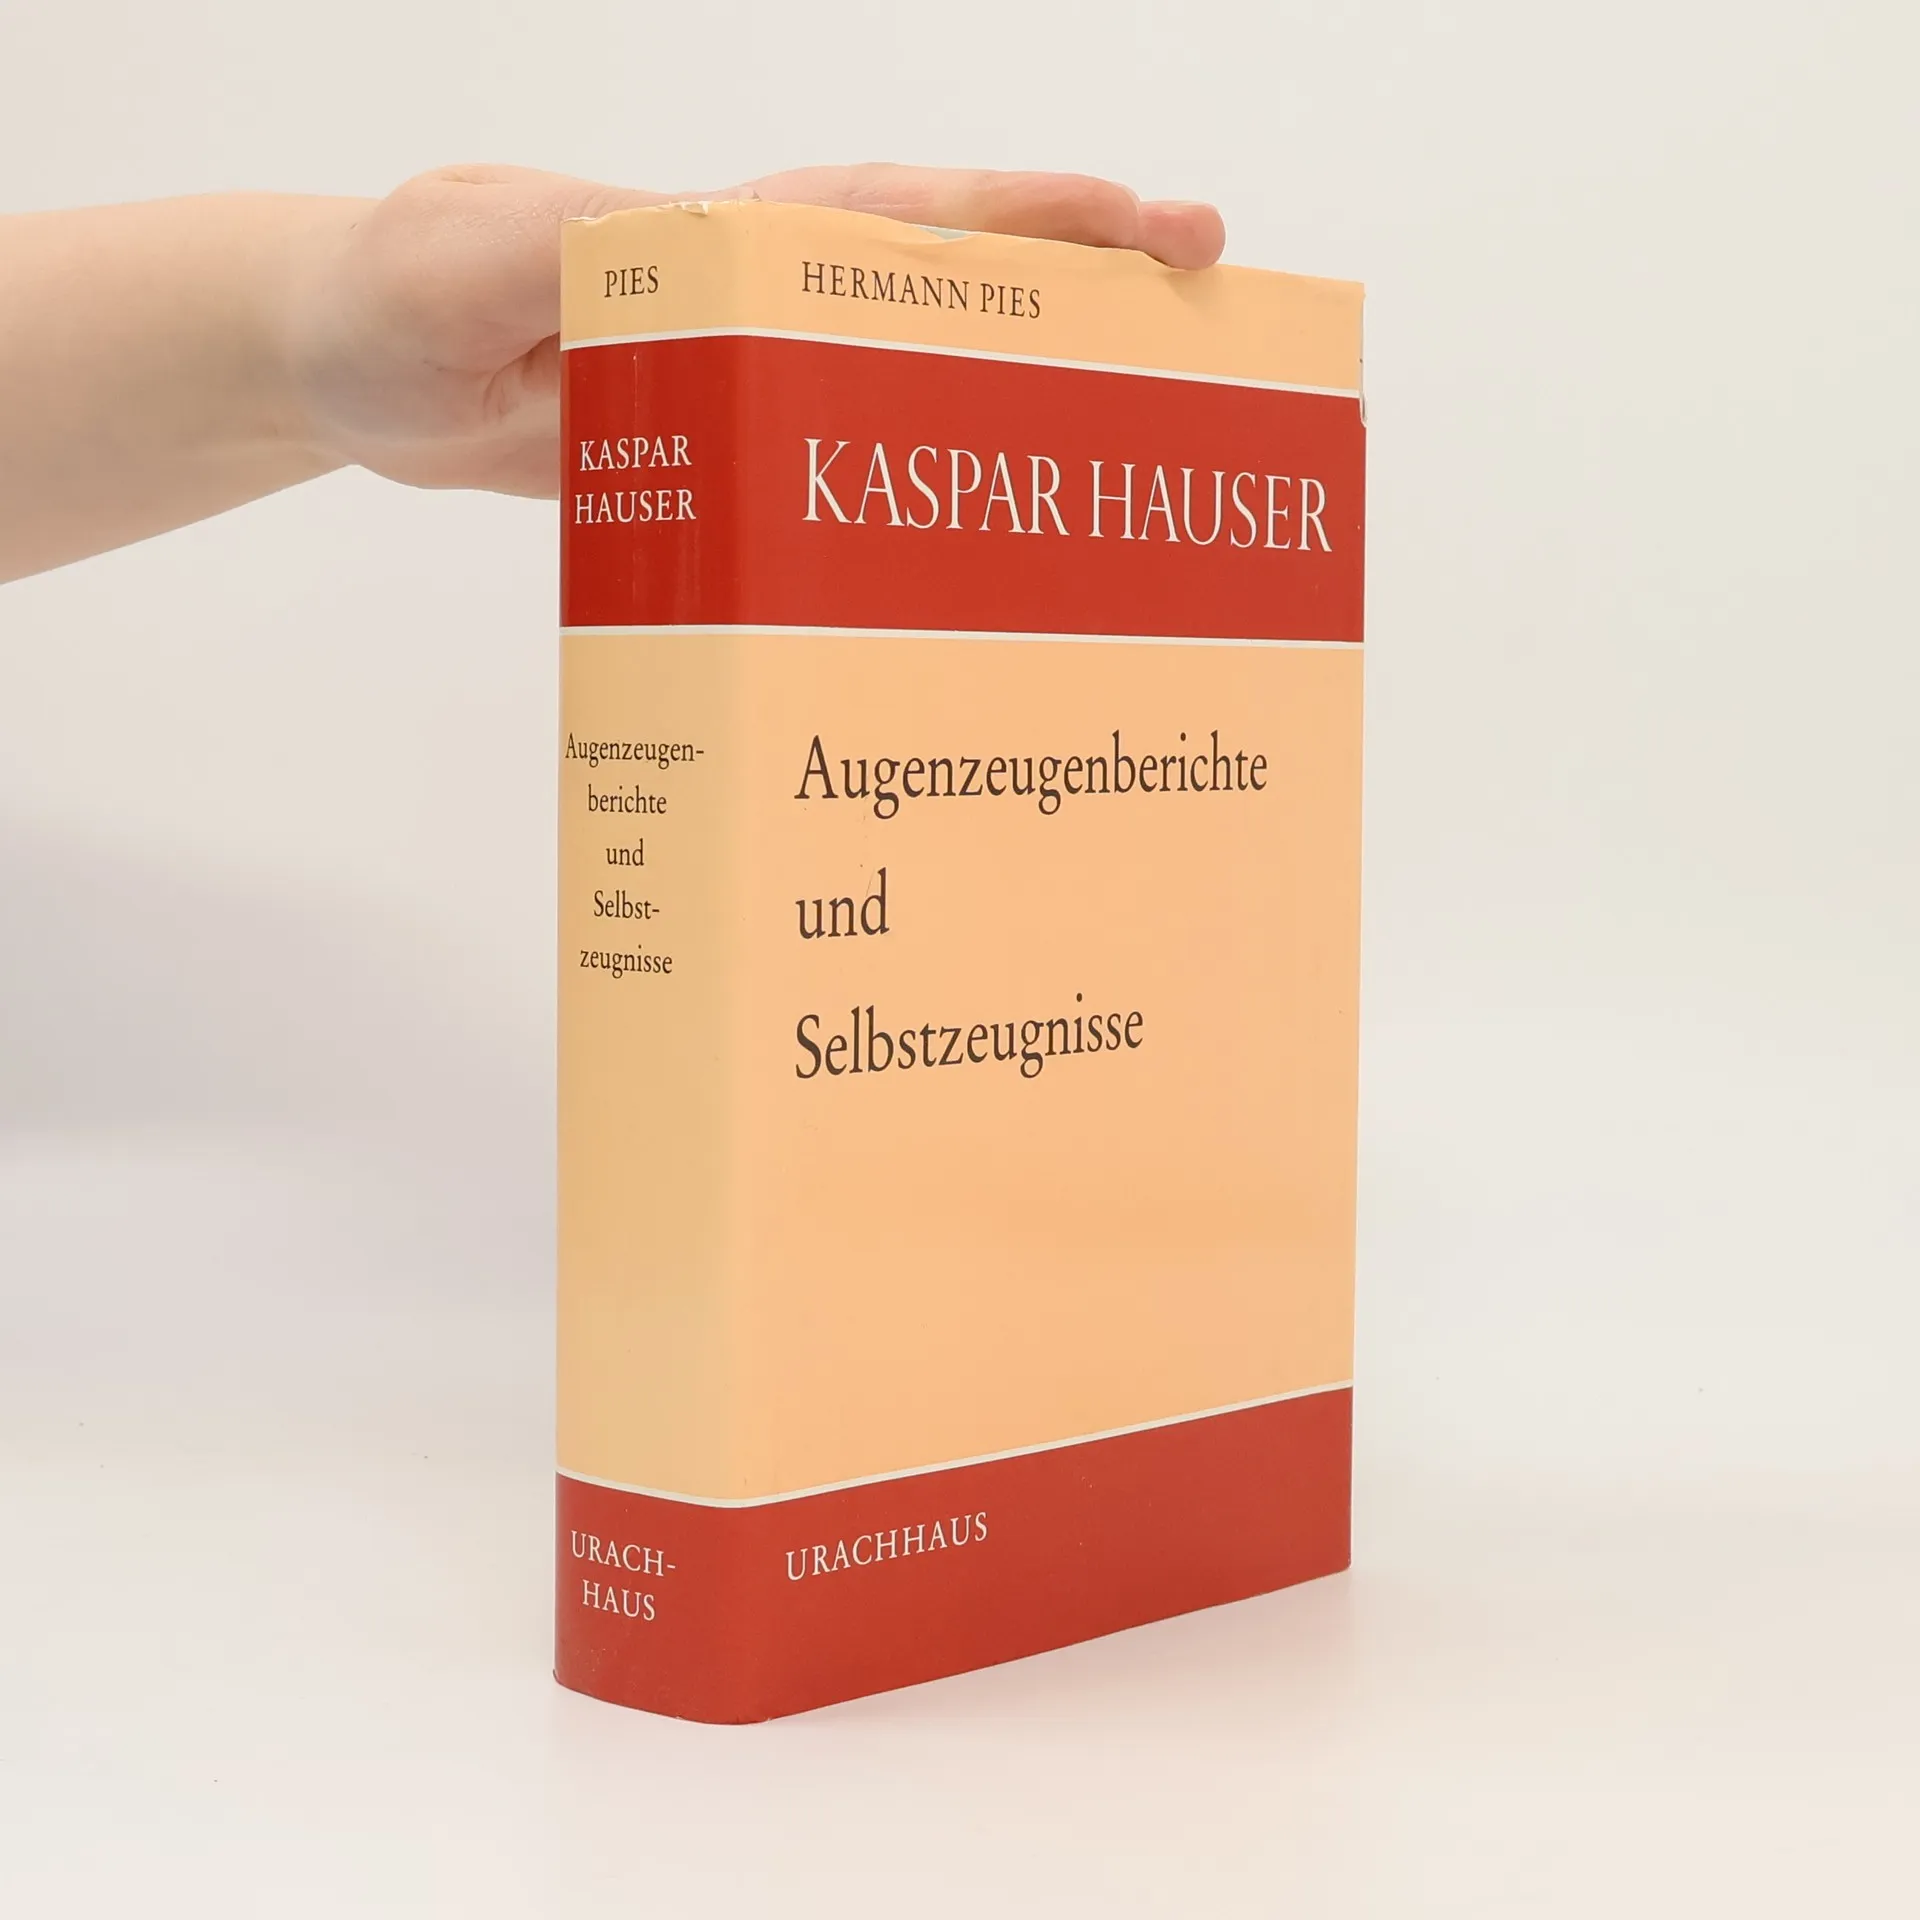 PIES
KASPAR
HAUSER
Augenzeugen-
berichte
und
Selbst-
zeugnisse
URACH-
HAUS
HERMANN PIES
KASPAR HAUSER
Augenzeugenberichte
und
Selbstzeugnisse
URACHHAUS